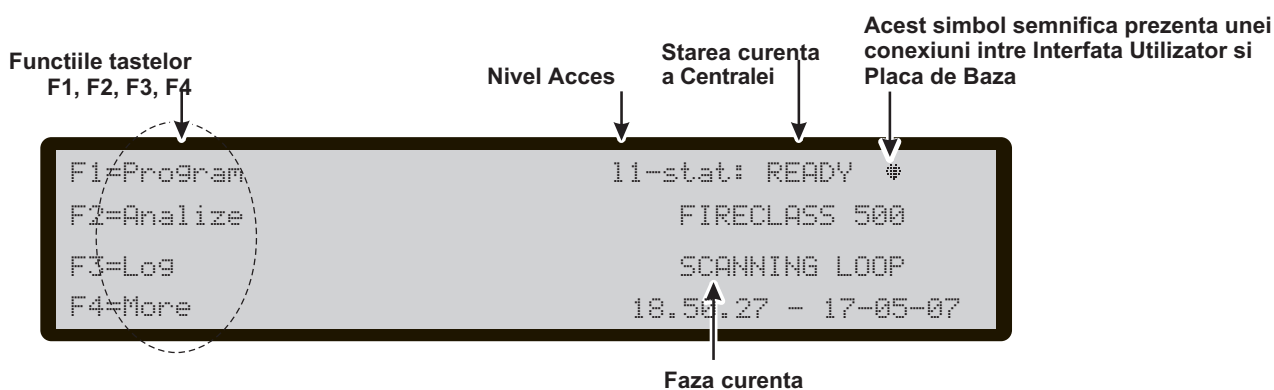 Acest simbol semnifica prezenta unei
conexiuni intre Interfata Utilizator si
Placa de Baza
Starea curenta
a Centralei
Nivel Acces
Functiile tastelor
F1, F2, F3, F4
F1=Program
l1-stat: READY
F2=Analize
FIRECLASS 500
F3=Log
SCANNING LOOP
F4=More
18.50.27 - 17-05-07
Faza curenta